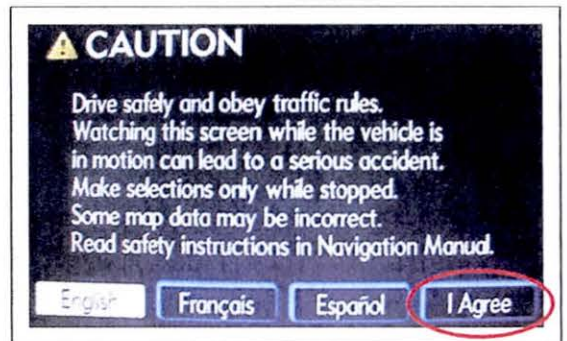 CAUTION
Drive safely and obey traffic rules.
Watching this screen while the vehicle is
in motion can lead to a serious accident.
Make selections only while stopped.
Some map data may be incorrect.
Read safety instructions in Navigation Manual.
English Français Español I Agree